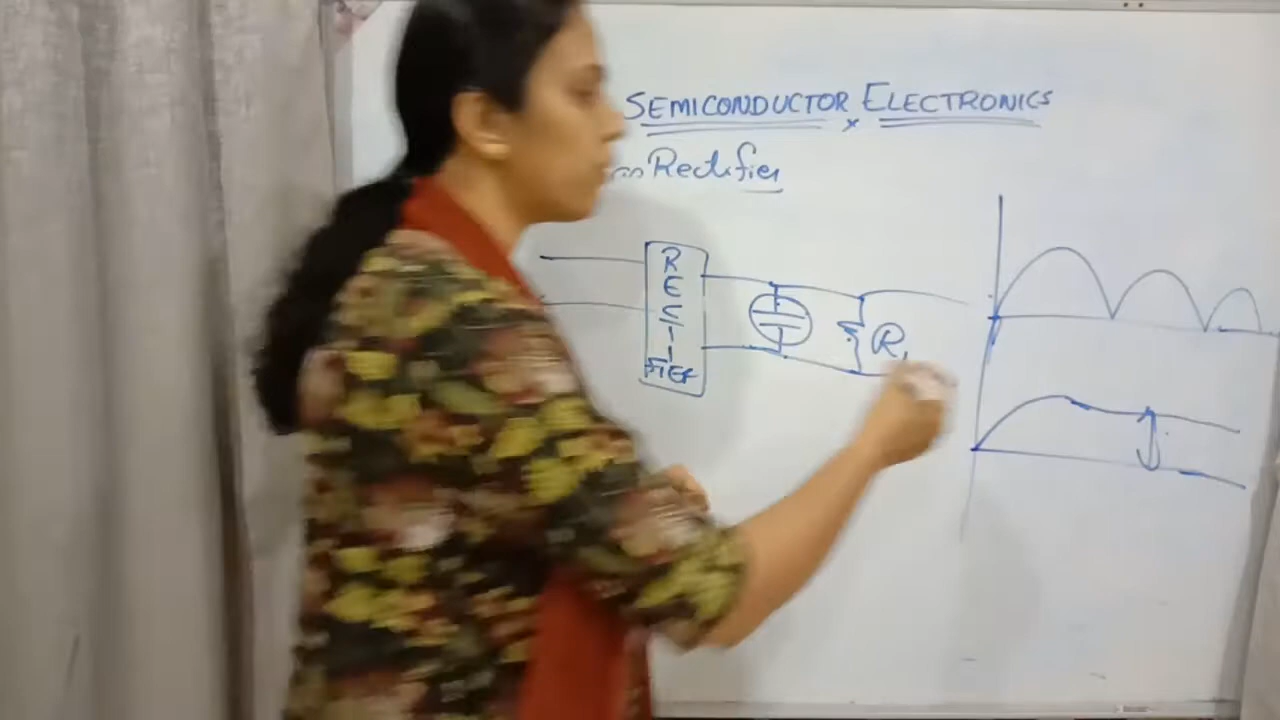 SEMICONDUCTOR ELECTRONICS
Rectifier
RECTIFIER
R